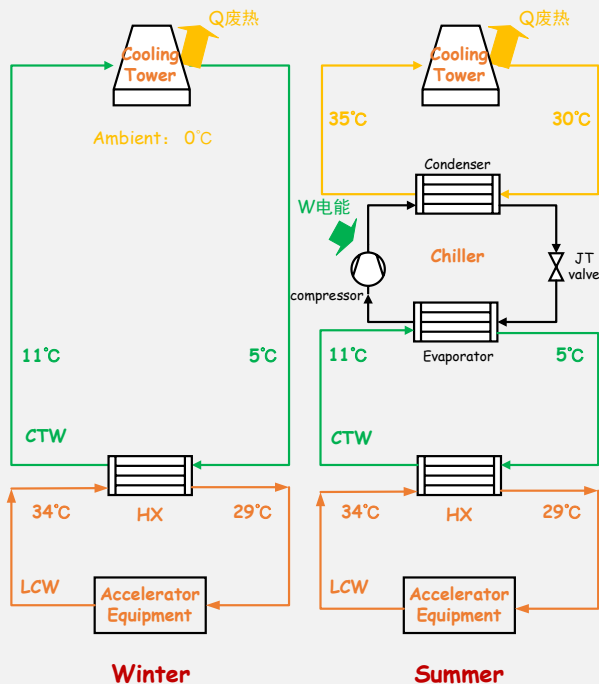 Q废热
Cooling
Tower
Ambient： 0℃
11℃
5℃
CTW
34℃
HX
29℃
LCW
Accelerator
Equipment
Winter
Q废热
Cooling
Tower
35℃
30℃
Condenser
W电能
Chiller
JT
valve
compressor
Evaporator
11℃
5℃
CTW
34℃
HX
29℃
LCW
Accelerator
Equipment
Summer